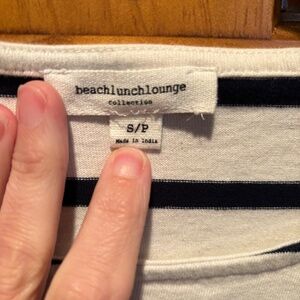 beachlunchlounge
collection
S/P
Made in India